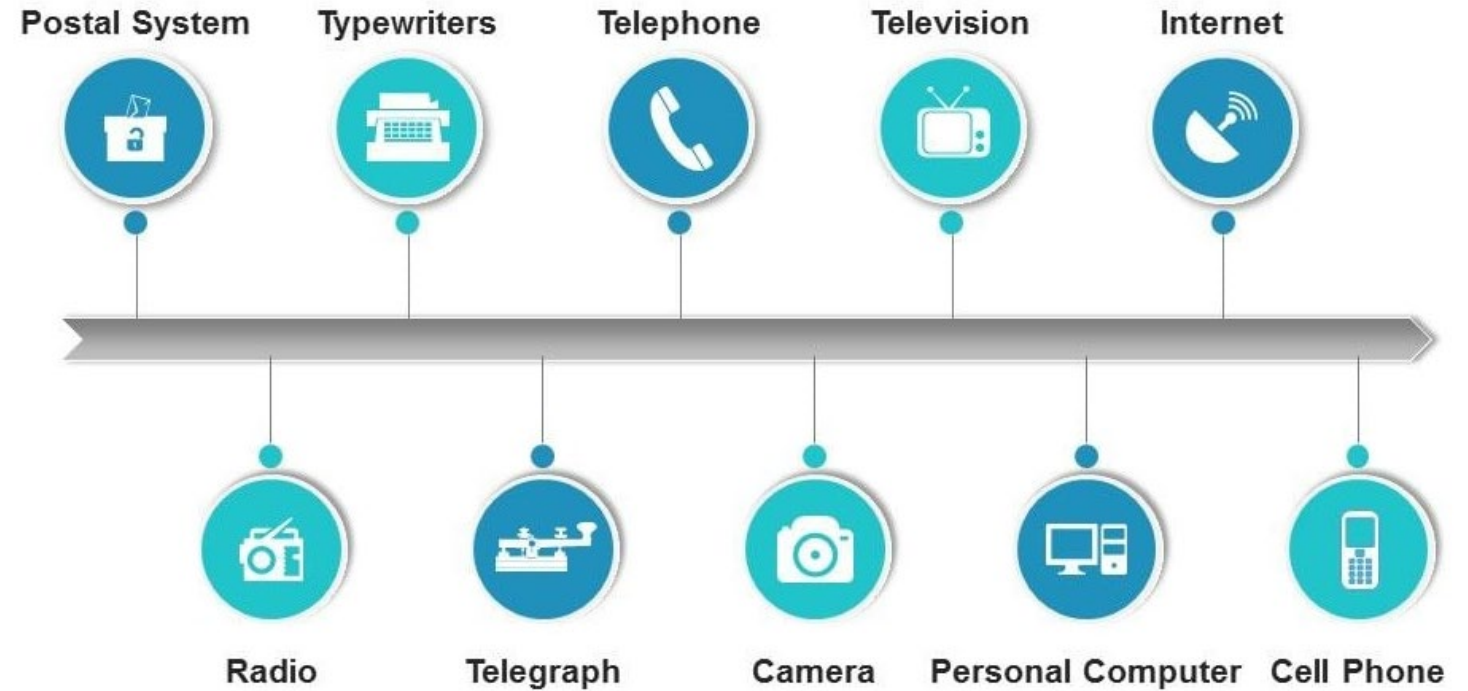 Postal System
Typewriters
Telephone
Television
Internet
Radio
Telegraph
Camera
Personal Computer
Cell Phone